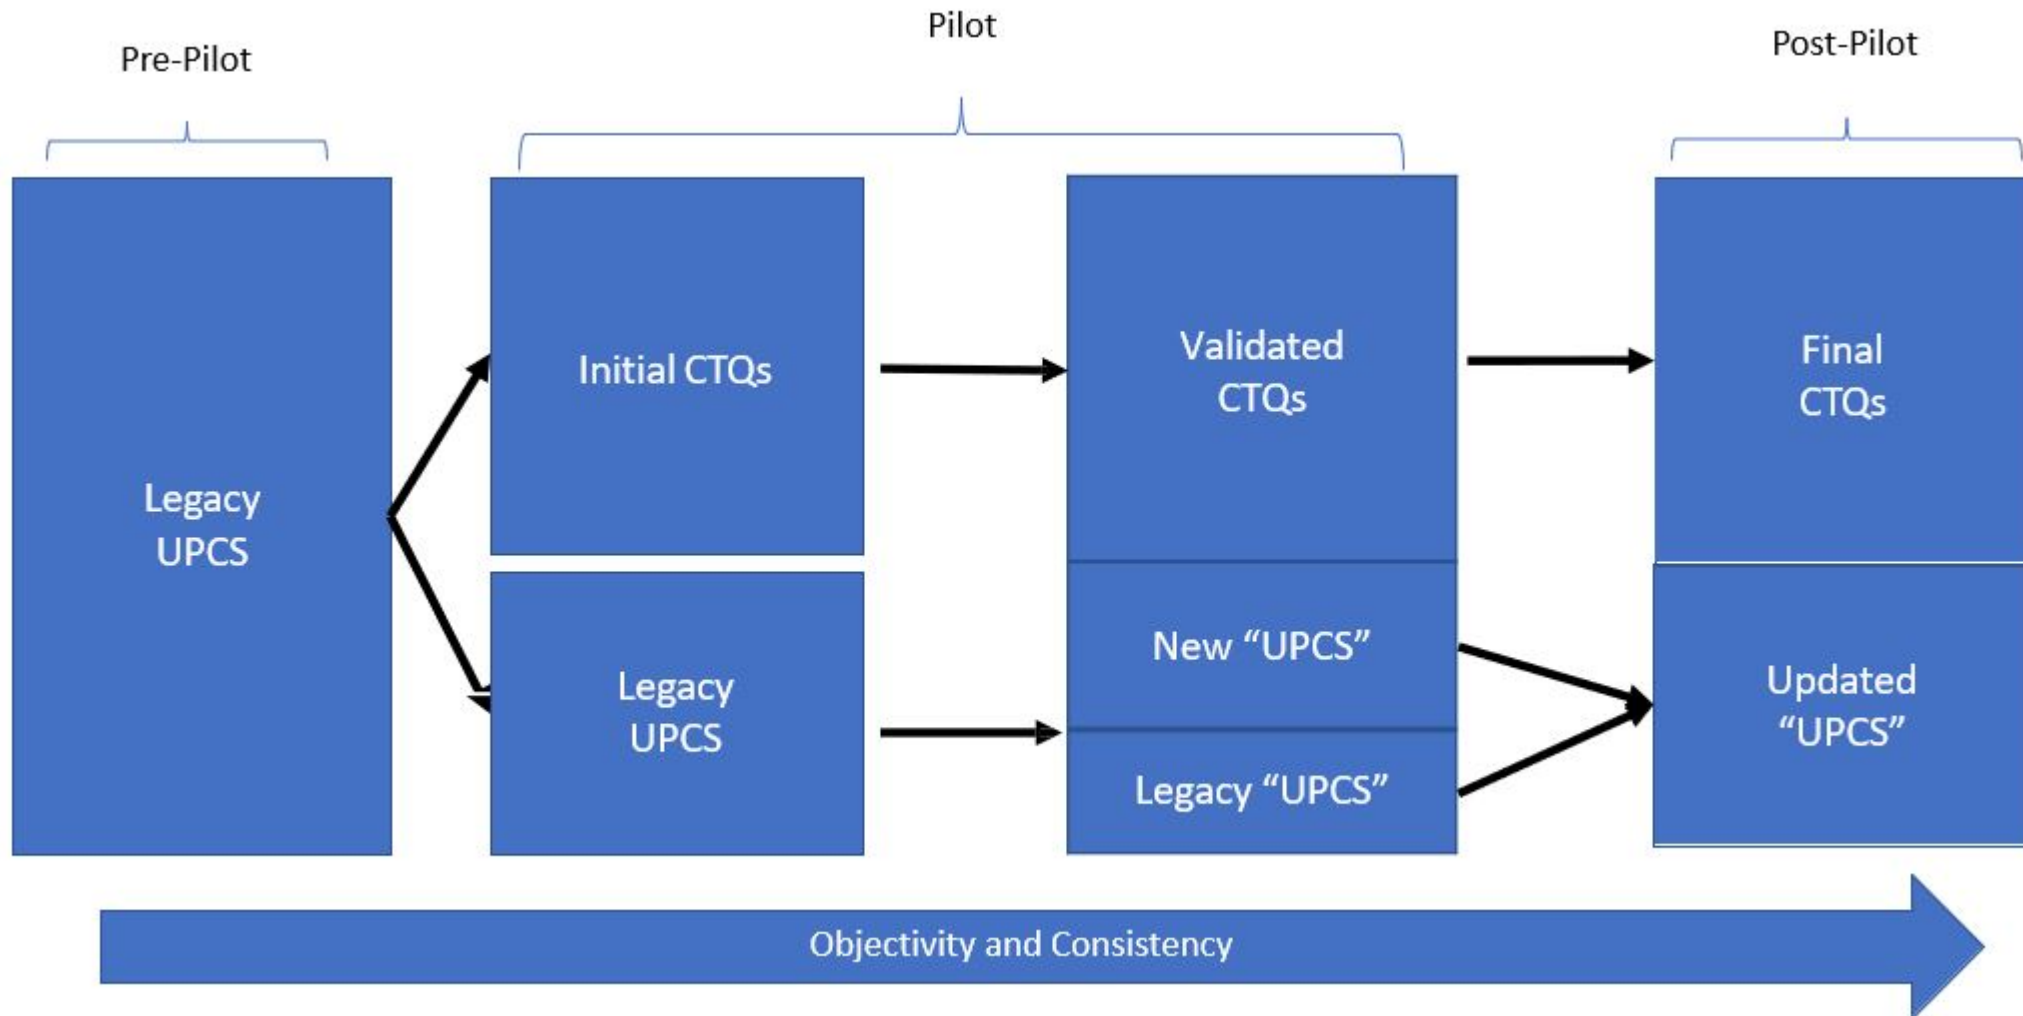 Pre-Pilot
Pilot
Post-Pilot
Legacy
UPCS
Initial CTQs
Legacy
UPCS
Validated
CTQs
New “UPCS”
Legacy “UPCS”
Final
CTQs
Updated
“UPCS”
Objectivity and Consistency